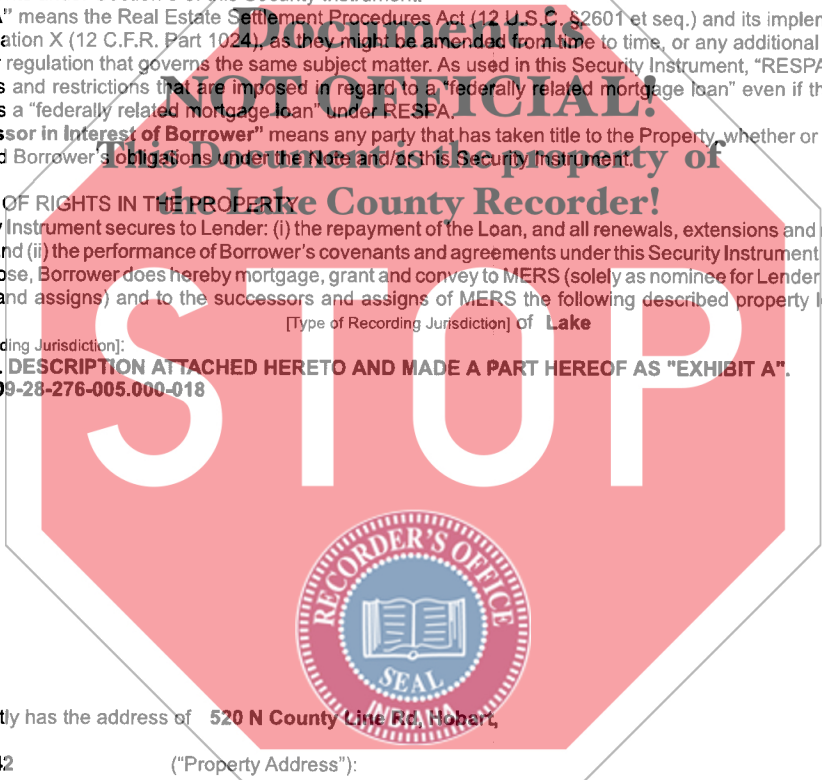 " means the Real Estate Settlement Procedures Act (12 U.S.C. §2601 et seq.) and its implem
ation X (12 C.F.R. Part 1024), as they might be amended from time to time, or any additional
regulation that governs the same subject matter. As used in this Security Instrument, "RESPA
s and restrictions that are imposed in regard to a "federally related mortgage loan" even if th
s a "federally related mortgage loan" under RESPA.
ssor in Interest of Borrower" means any party that has taken title to the Property, whether or
d Borrower's obligations under the Note and/or this Security Instrument.
Document is
NOT OFFICIAL!
This Document is the property of
the Lake County Recorder!
OF RIGHTS IN THE PROPERTY
Instrument secures to Lender: (i) the repayment of the Loan, and all renewals, extensions and
nd (ii) the performance of Borrower's covenants and agreements under this Security Instrument
ose, Borrower does hereby mortgage, grant and convey to MERS (solely as nominee for Lender
and assigns) and to the successors and assigns of MERS the following described property l
[Type of Recording Jurisdiction] of Lake
ding Jurisdiction]:
. DESCRIPTION ATTACHED HERETO AND MADE A PART HEREOF AS "EXHIBIT A".
09-28-276-005.000-018
STOP
RECORDER'S OFFICE
SEAL
INDIANA
tly has the address of 520 N County Line Rd, Hobart,
42 ("Property Address"):